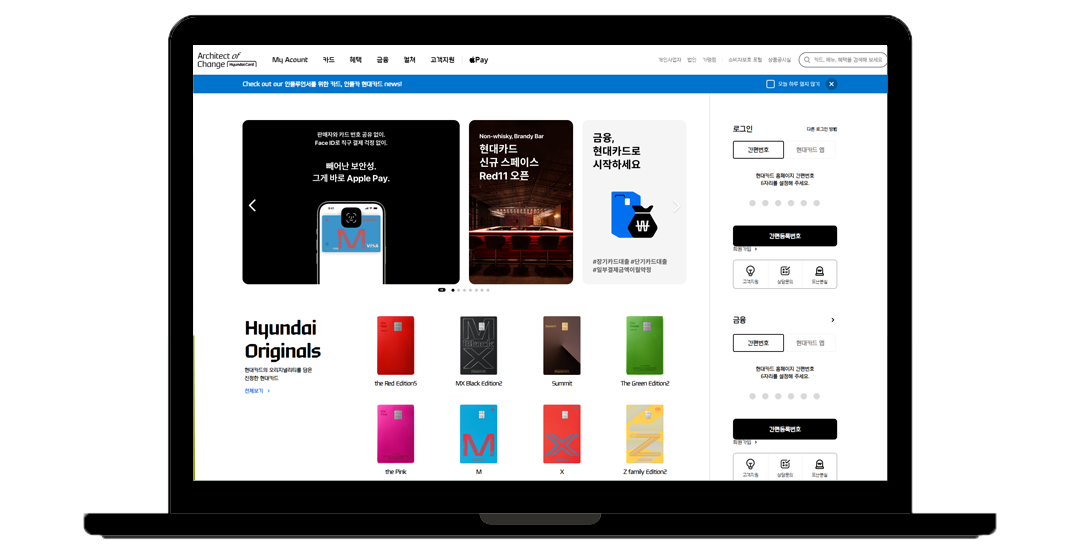 Architect of
Change HyundaiCard
My Acount
카드
혜택
금융
컬쳐
고객지원
Pay
개인사업자
법인
가맹점
소비자보호 포털
상품공시실
카드, 메뉴, 혜택을 검색해 보세요
Check out our 인플루언서를 위한 카드, 인플카 현대카드 news!
오늘 하루 열지 않기
판매자와 카드 번호 공유 없이,
Face ID로 직구 결제 걱정 없이.
빼어난 보안성.
그게 바로 Apple Pay.
VISA
Non-whisky, Brandy Bar
현대카드
신규 스페이스
Red11 오픈
금융,
현대카드로
시작하세요
#장기카드대출 #단기카드대출
#일부결제금액이월약정
로그인
다른 로그인 방법
간편번호
현대카드 앱
현대카드 홈페이지 간편번호
6자리를 설정해 주세요.
간편등록번호
회원가입
고객지원
상담문의
도난분실
Hyundai
Originals
현대카드의 오리지널리티를 담은
진정한 현대카드
전체보기
the Red Edition5
MX Black Edition2
Summit
The Green Edition2
the Pink
M
X
Z family Edition2
금융
간편번호
현대카드 앱
현대카드 홈페이지 간편번호
6자리를 설정해 주세요.
간편등록번호
회원가입
고객지원
상담문의
도난분실